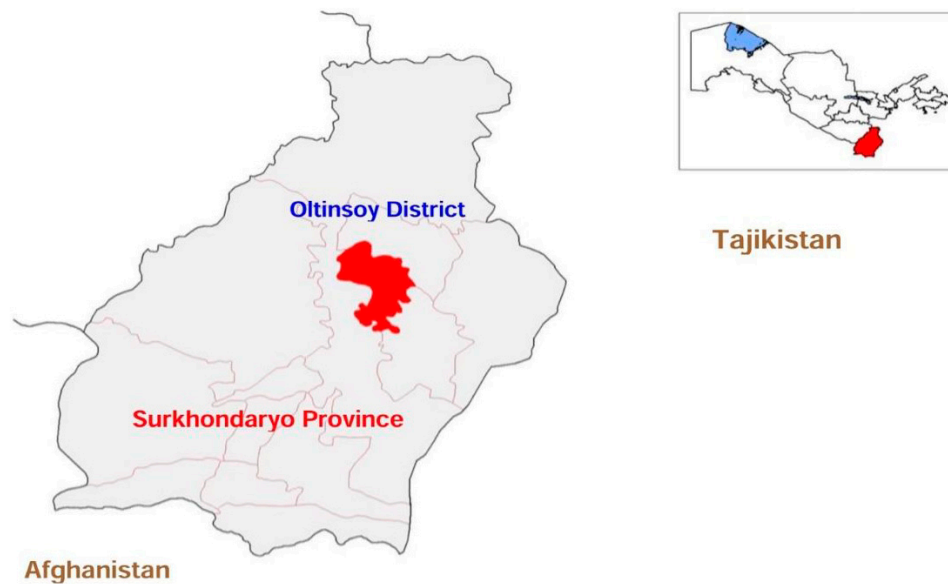 Oltinsoy District
Tajikistan
Surkhondaryo Province
Afghanistan